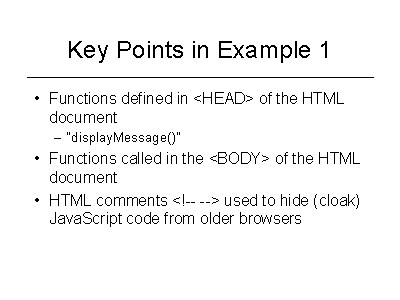 Key Points in Example 1
• Functions defined in <HEAD> of the HTML
document
– "displayMessage()"
• Functions called in the <BODY> of the HTML
document
• HTML comments <!-- --> used to hide (cloak)
JavaScript code from older browsers